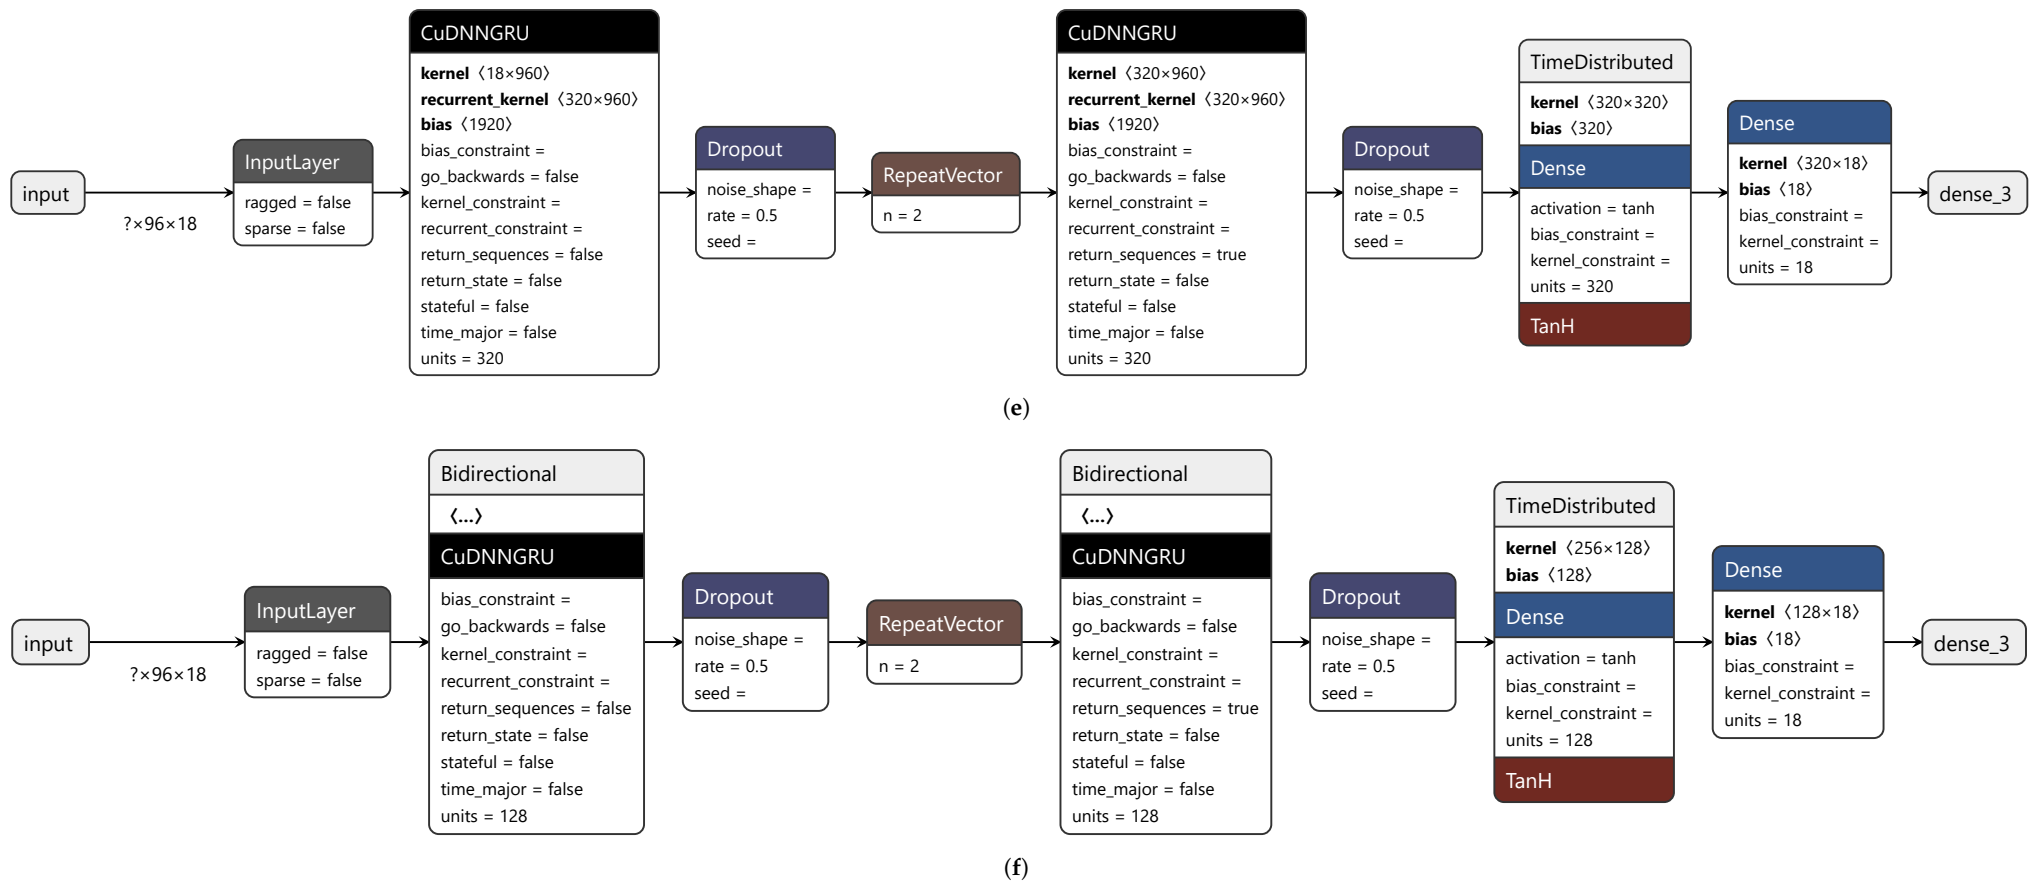 input
?×96×18
InputLayer
ragged = false
sparse = false
CuDNNGRU
kernel 〈18×960〉
recurrent_kernel 〈320×960〉
bias 〈1920〉
bias_constraint =
go_backwards = false
kernel_constraint =
recurrent_constraint =
return_sequences = false
return_state = false
stateful = false
time_major = false
units = 320
Dropout
noise_shape =
rate = 0.5
seed =
RepeatVector
n = 2
CuDNNGRU
kernel 〈320×960〉
recurrent_kernel 〈320×960〉
bias 〈1920〉
bias_constraint =
go_backwards = false
kernel_constraint =
recurrent_constraint =
return_sequences = true
return_state = false
stateful = false
time_major = false
units = 320
Dropout
noise_shape =
rate = 0.5
seed =
TimeDistributed
kernel 〈320×320〉
bias 〈320〉
Dense
activation = tanh
bias_constraint =
kernel_constraint =
units = 320
TanH
Dense
kernel 〈320×18〉
bias 〈18〉
bias_constraint =
kernel_constraint =
units = 18
dense_3
(e)
input
?×96×18
InputLayer
ragged = false
sparse = false
Bidirectional
〈...〉
CuDNNGRU
bias_constraint =
go_backwards = false
kernel_constraint =
recurrent_constraint =
return_sequences = false
return_state = false
stateful = false
time_major = false
units = 128
Dropout
noise_shape =
rate = 0.5
seed =
RepeatVector
n = 2
Bidirectional
〈...〉
CuDNNGRU
bias_constraint =
go_backwards = false
kernel_constraint =
recurrent_constraint =
return_sequences = true
return_state = false
stateful = false
time_major = false
units = 128
Dropout
noise_shape =
rate = 0.5
seed =
TimeDistributed
kernel 〈256×128〉
bias 〈128〉
Dense
activation = tanh
bias_constraint =
kernel_constraint =
units = 128
TanH
Dense
kernel 〈128×18〉
bias 〈18〉
bias_constraint =
kernel_constraint =
units = 18
dense_3
(f)